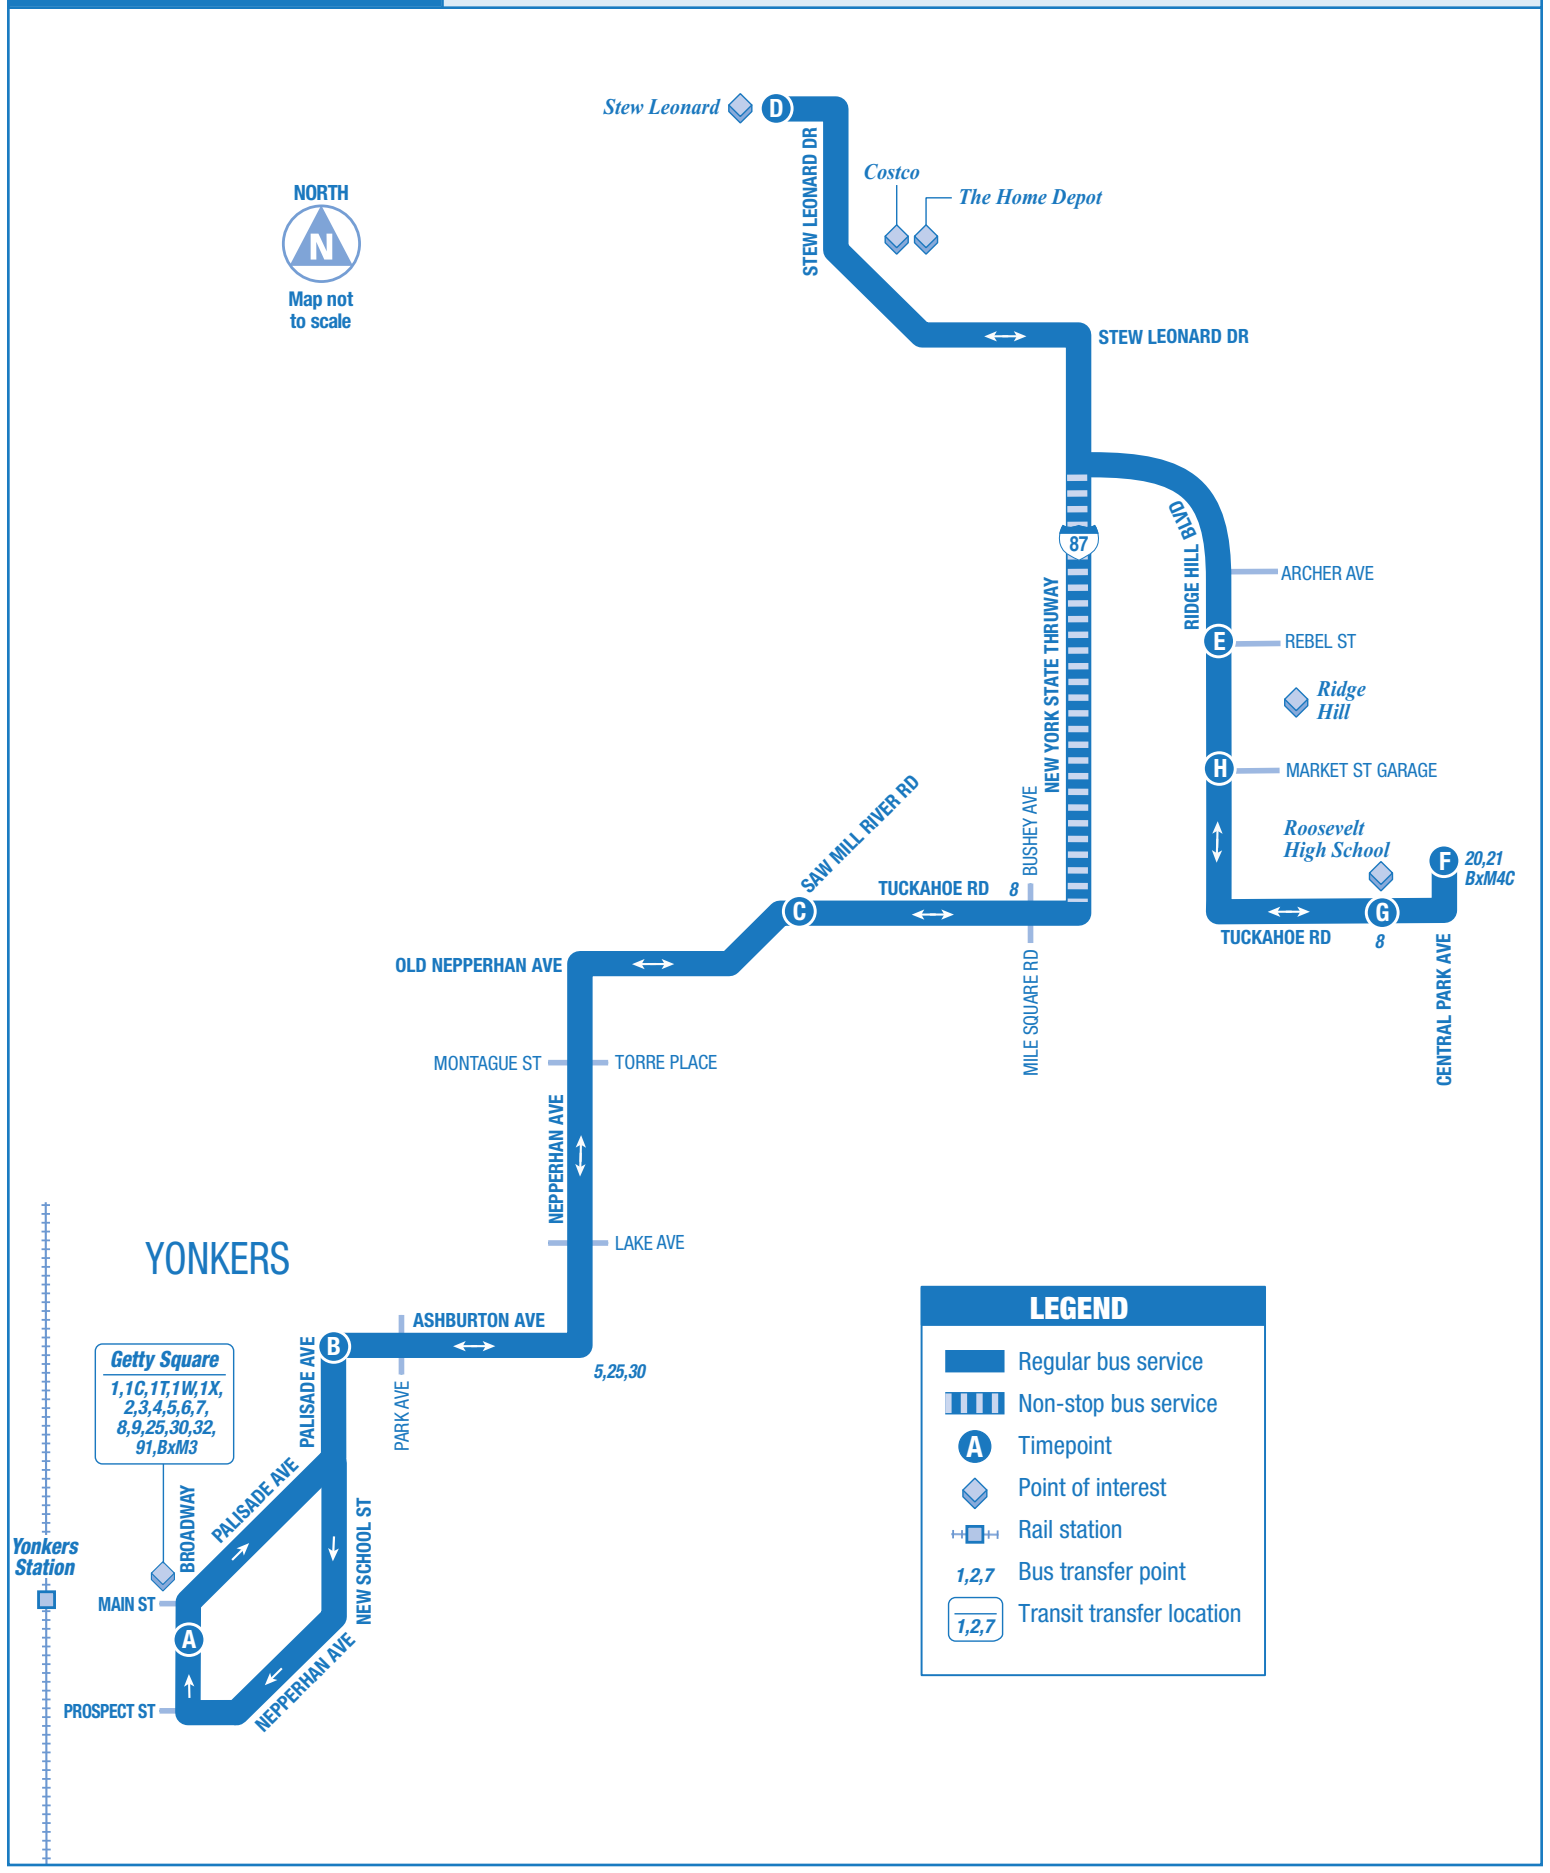 Stew Leonard
D
STEW LEONARD DR
Costco
The Home Depot
NORTH
N
Map not
to scale
STEW LEONARD DR
RIDGE HILL BLVD
87
NEW YORK STATE THRUWAY
ARCHER AVE
E
REBEL ST
Ridge
Hill
H
MARKET ST GARAGE
Roosevelt
High School
F
20,21
BxM4C
G
TUCKAHOE RD
8
CENTRAL PARK AVE
SAW MILL RIVER RD
C
TUCKAHOE RD
8
BUSHEY AVE
MILE SQUARE RD
OLD NEPPERHAN AVE
MONTAGUE ST
TORRE PLACE
NEPPERHAN AVE
LAKE AVE
YONKERS
ASHBURTON AVE
B
5,25,30
PARK AVE
PALISADE AVE
Getty Square
1,1C,1T,1W,1X,
2,3,4,5,6,7,
8,9,25,30,32,
91,BxM3
BROADWAY
PALISADE AVE
NEW SCHOOL ST
Yonkers
Station
MAIN ST
A
NEPPERHAN AVE
PROSPECT ST
LEGEND
Regular bus service
Non-stop bus service
A
Timepoint
Point of interest
Rail station
1,2,7
Bus transfer point
1,2,7
Transit transfer location